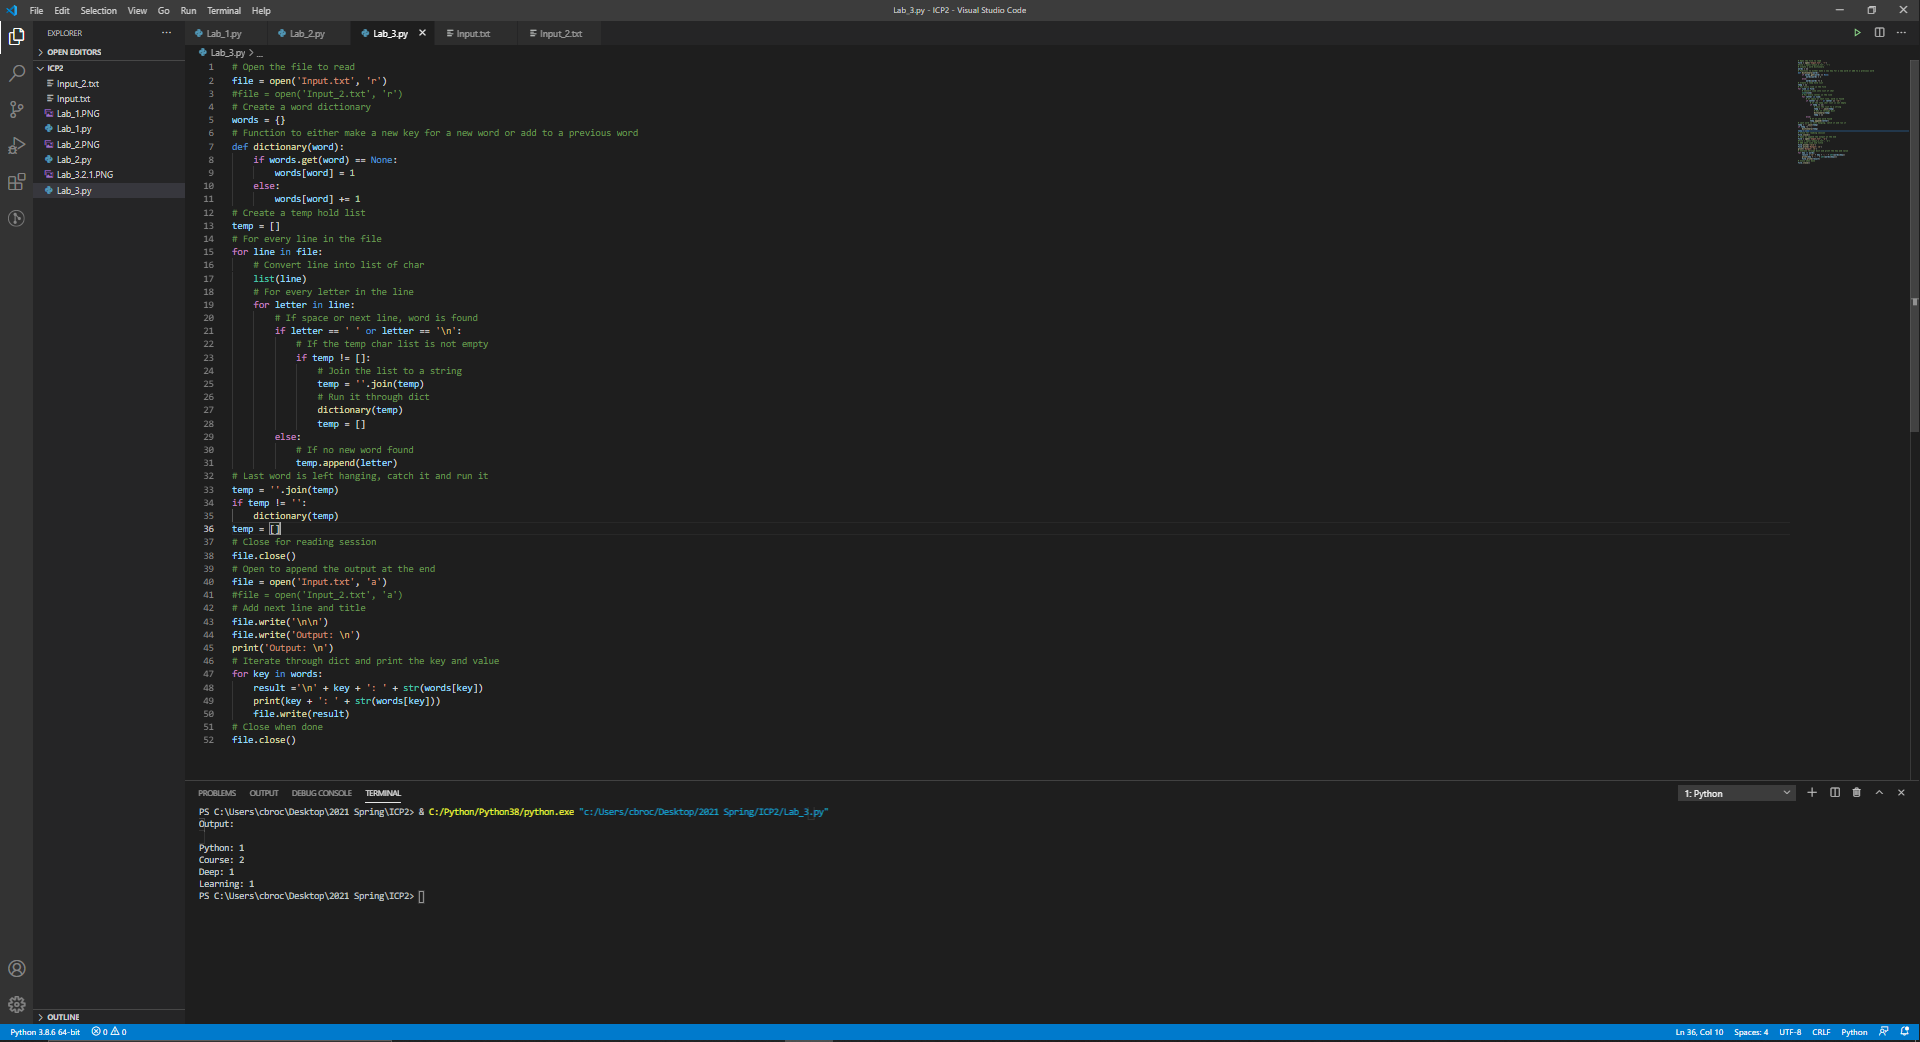 File Edit Selection View Go Run Terminal Help
Lab_3.py - ICP2 - Visual Studio Code
EXPLORER
OPEN EDITORS
ICP2
Input_2.txt
Input.txt
Lab_1.PNG
Lab_1.py
Lab_2.PNG
Lab_2.py
Lab_3.2.1.PNG
Lab_3.py
OUTLINE
Lab_1.py Lab_2.py Lab_3.py Input.txt Input_2.txt
Lab_3.py > ...
1 # Open the file to read
2 file = open('Input.txt', 'r')
3 #file = open('Input_2.txt', 'r')
4 # Create a word dictionary
5 words = {}
6 # Function to either make a new key for a new word or add to a previous word
7 def dictionary(word):
8     if words.get(word) == None:
9         words[word] = 1
10     else:
11         words[word] += 1
12 # Create a temp hold list
13 temp = []
14 # For every line in the file
15 for line in file:
16     # Convert line into list of char
17     list(line)
18     # For every letter in the line
19     for letter in line:
20         # If space or next line, word is found
21         if letter == ' ' or letter == '\n':
22             # If the temp char list is not empty
23             if temp != []:
24                 # Join the list to a string
25                 temp = ''.join(temp)
26                 # Run it through dict
27                 dictionary(temp)
28                 temp = []
29         else:
30             # If no new word found
31             temp.append(letter)
32 # Last word is left hanging, catch it and run it
33 temp = ''.join(temp)
34 if temp != '':
35     dictionary(temp)
36 temp = []
37 # Close for reading session
38 file.close()
39 # Open to append the output at the end
40 file = open('Input.txt', 'a')
41 #file = open('Input_2.txt', 'a')
42 # Add next line and title
43 file.write('\n\n')
44 file.write('Output: \n')
45 print('Output: \n')
46 # Iterate through dict and print the key and value
47 for key in words:
48     result ='\n' + key + ': ' + str(words[key])
49     print(key + ': ' + str(words[key]))
50     file.write(result)
51 # Close when done
52 file.close()
PROBLEMS OUTPUT DEBUG CONSOLE TERMINAL
1: Python
PS C:\Users\cbroc\Desktop\2021 Spring\ICP2> & C:/Python/Python38/python.exe "c:/Users/cbroc/Desktop/2021 Spring/ICP2/Lab_3.py"
Output:
Python: 1
Course: 2
Deep: 1
Learning: 1
PS C:\Users\cbroc\Desktop\2021 Spring\ICP2>
Python 3.8.6 64-bit 0 0
Ln 36, Col 10 Spaces: 4 UTF-8 CRLF Python